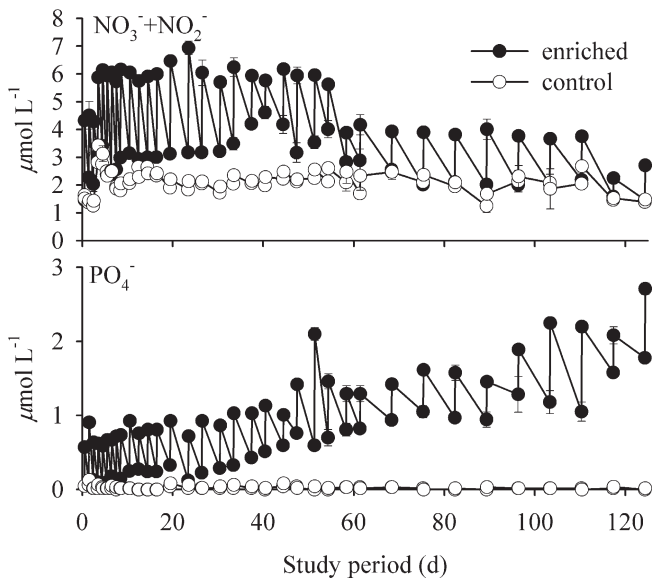 NO₃⁻+NO₂⁻
enriched
control
8
7
6
5
4
3
2
1
0
μmol L⁻¹
PO₄⁻
3
2
1
0
μmol L⁻¹
0 20 40 60 80 100 120
Study period (d)